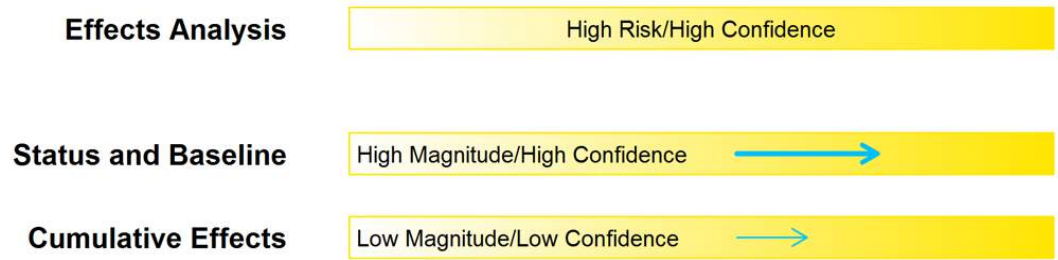 Effects Analysis
High Risk/High Confidence
Status and Baseline
High Magnitude/High Confidence
Cumulative Effects
Low Magnitude/Low Confidence